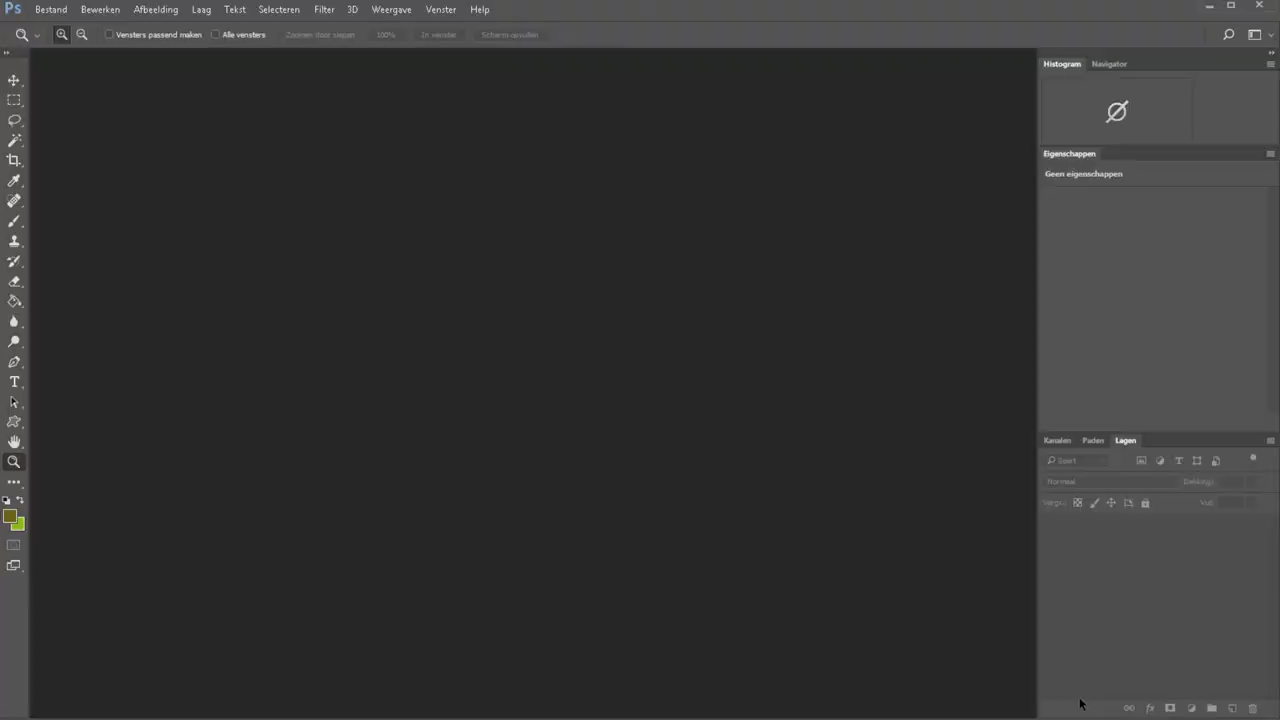 Ps Bestand Bewerken Afbeelding Laag Tekst Selecteren Filter 3D Weergave Venster Help
Vensters passend maken Alle vensters Zoomen door slepen 100% In venster Scherm opvullen
Histogram Navigator
Eigenschappen
Geen eigenschappen
Kanalen Paden Lagen
Soort
Normaal Dekking:
Vergr.: Vul: